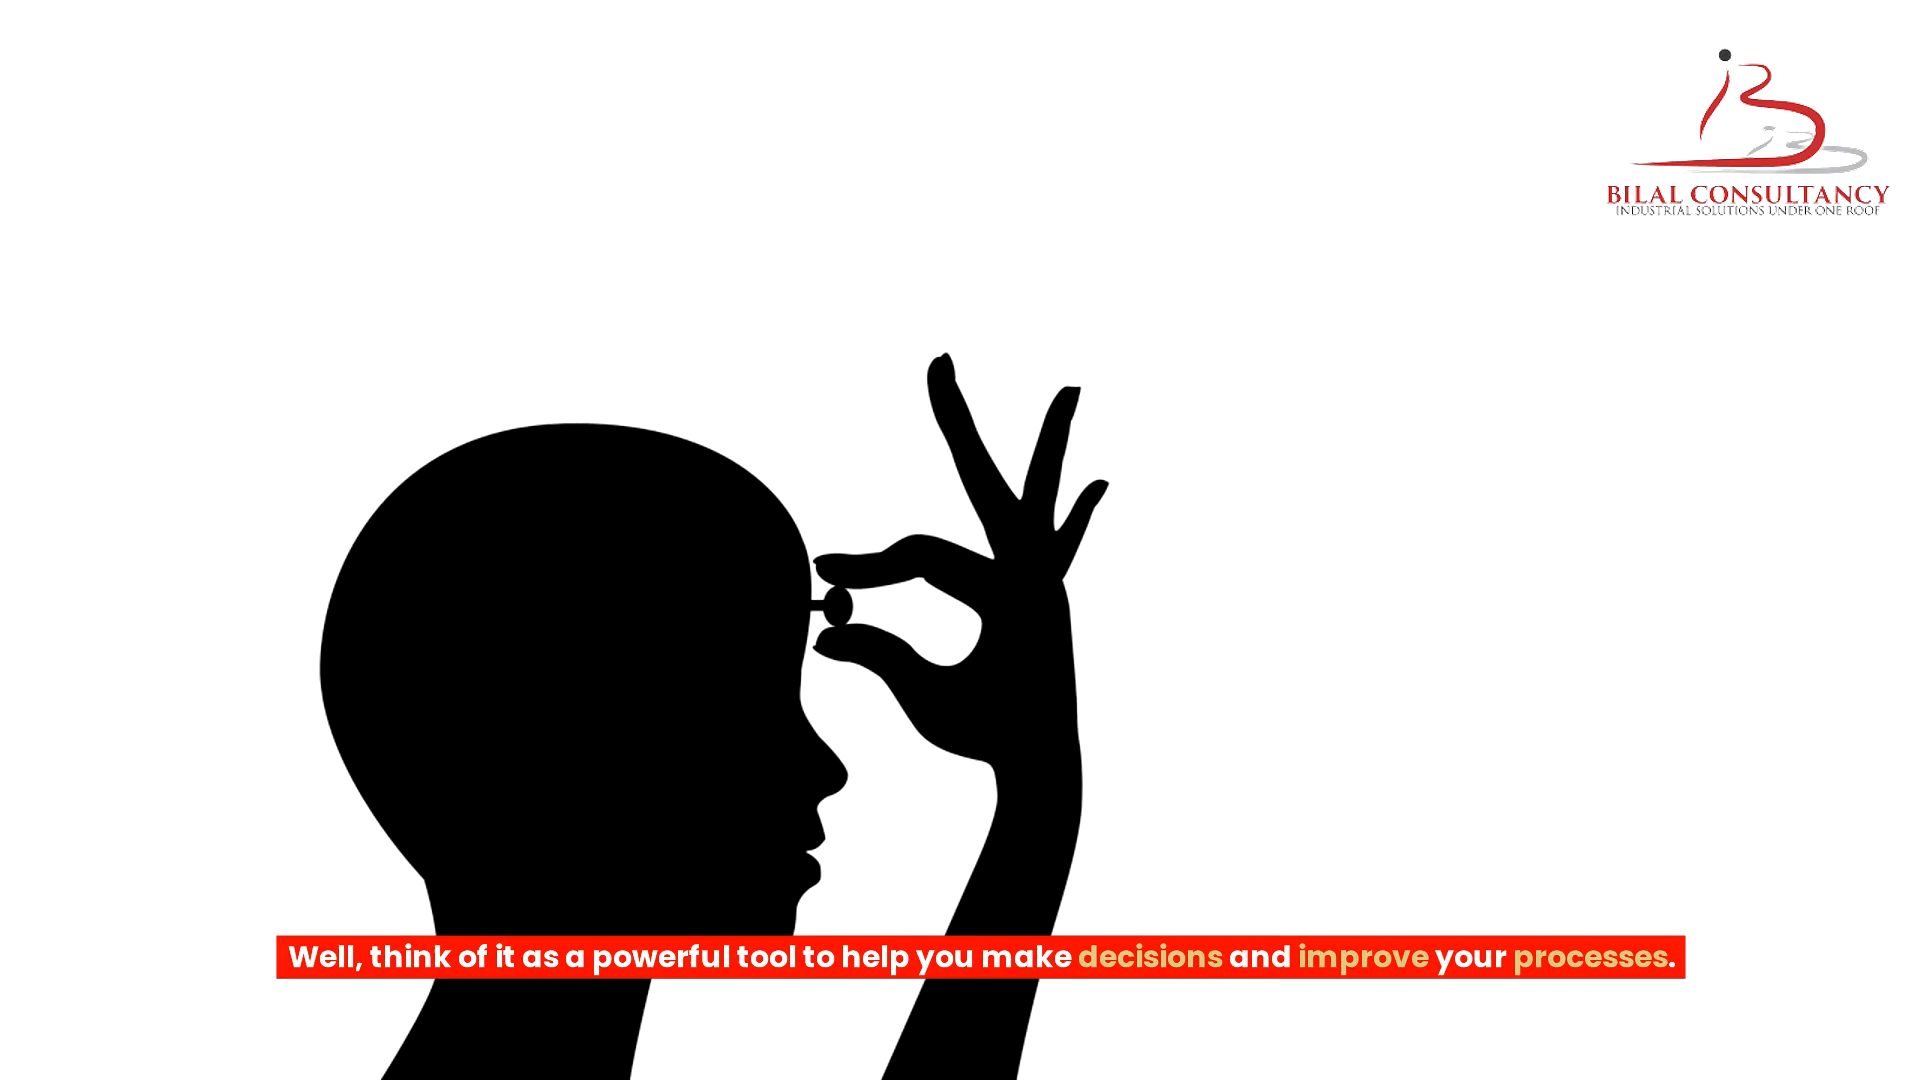 BILAL CONSULTANCY
INDUSTRIAL SOLUTIONS UNDER ONE ROOF
Well, think of it as a powerful tool to help you make decisions and improve your processes.